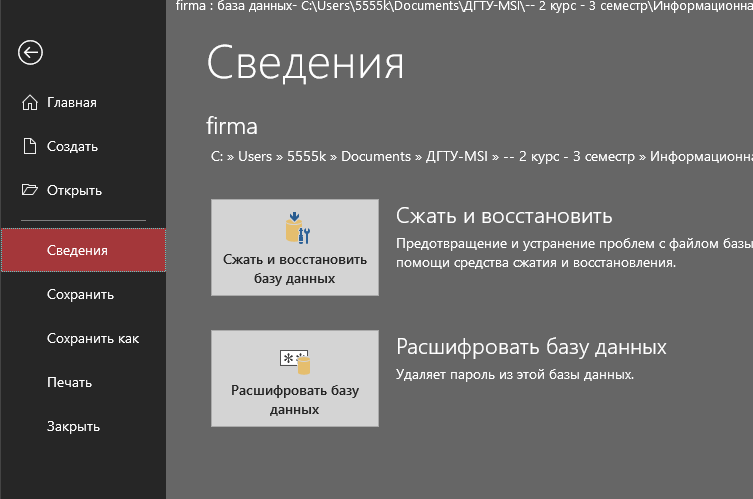 firma : база данных- C:\Users\5555k\Documents\ДГТУ-MSI\-- 2 курс - 3 семестр\Информационна
Сведения
firma
C: » Users » 5555k » Documents » ДГТУ-MSI » -- 2 курс - 3 семестр » Информационна
Главная
Создать
Открыть
Сведения
Сохранить
Сохранить как
Печать
Закрыть
Сжать и восстановить
базу данных
Сжать и восстановить
Предотвращение и устранение проблем с файлом базы
помощи средства сжатия и восстановления.
**
Расшифровать базу
данных
Расшифровать базу данных
Удаляет пароль из этой базы данных.